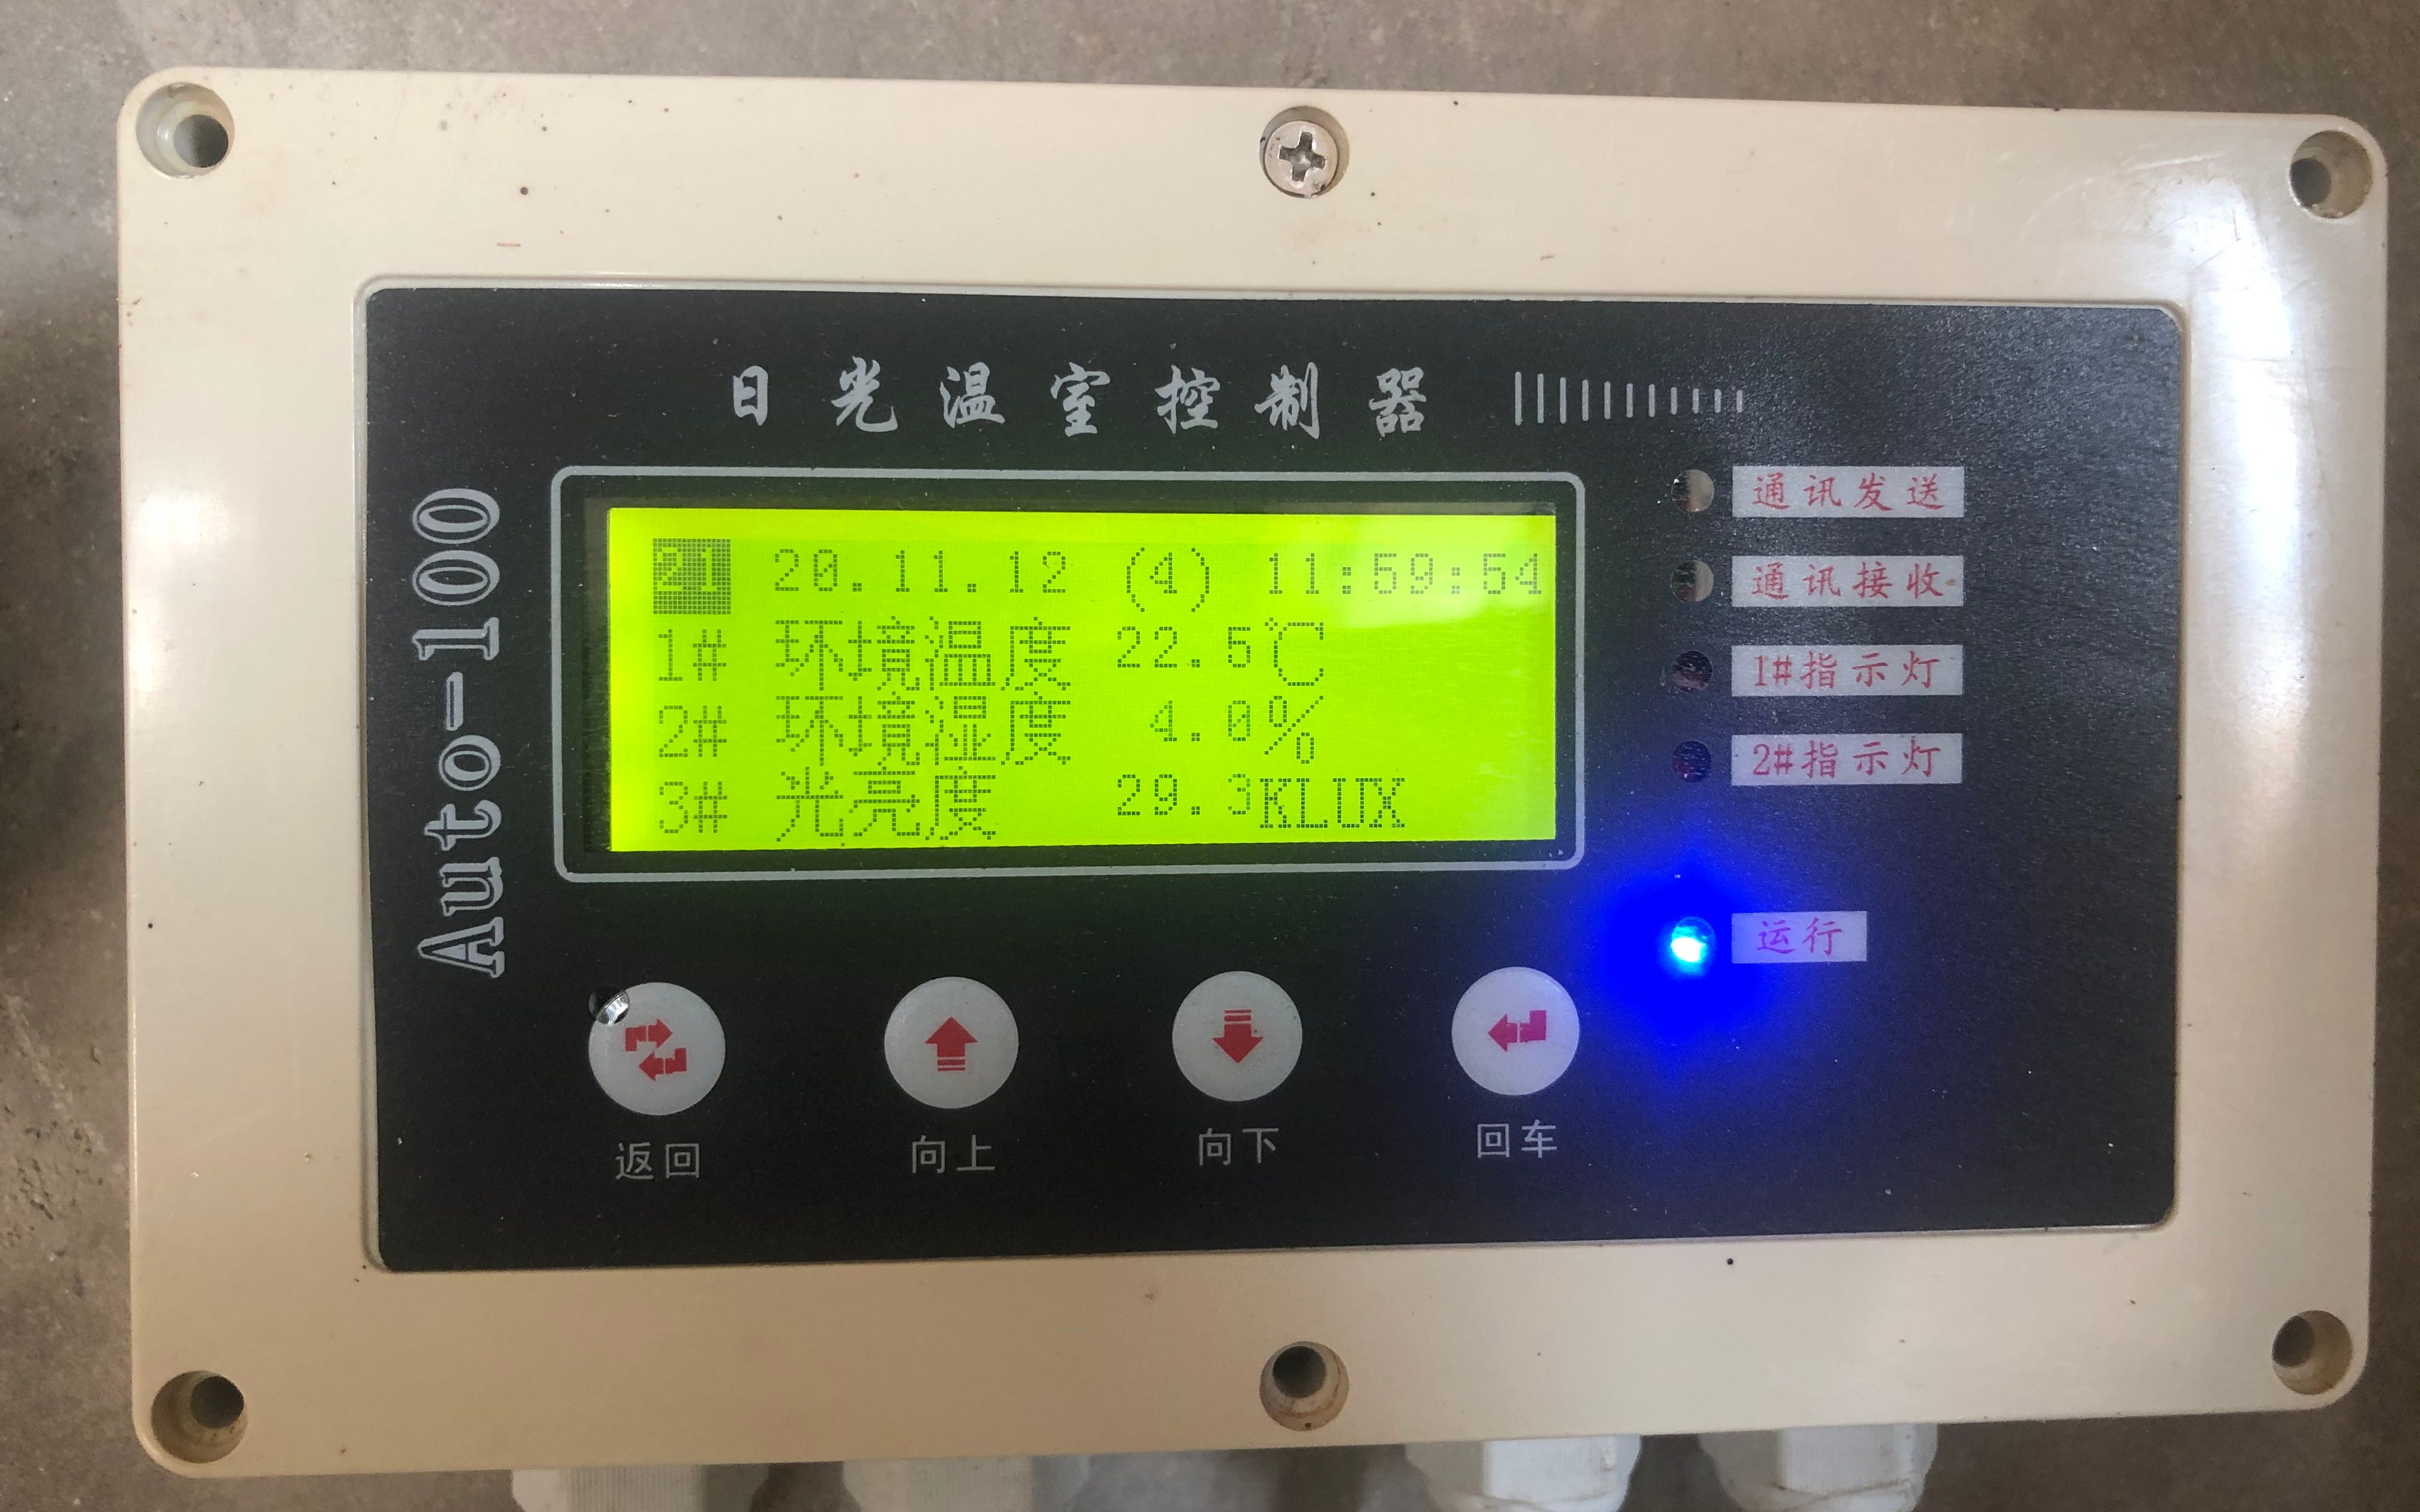 日光温室控制器
Auto-100
21 20.11.12 (4) 11:59:54
1# 环境温度 22.5℃
2# 环境湿度 4.0%
3# 光亮度 29.3KLUX
通讯发送
通讯接收
1#指示灯
2#指示灯
运行
返回
向上
向下
回车